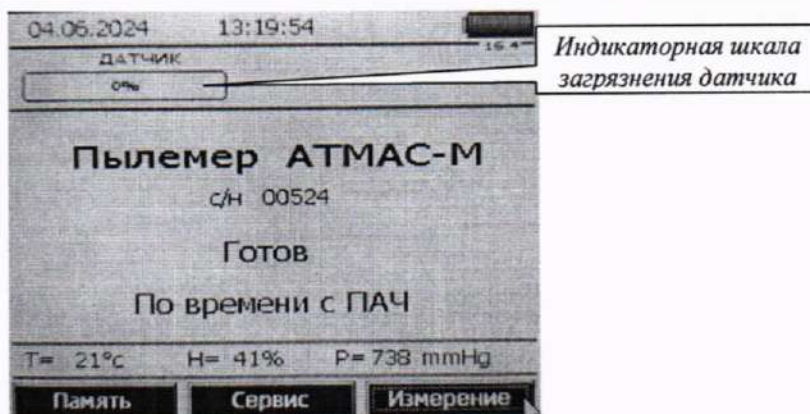 04.06.2024 13:19:54
16.4
ДАТЧИК
0%
Индикаторная шкала
загрязнения датчика
Пылемер АТМАС-М
с/н 00524
Готов
По времени с ПАЧ
T= 21°c H= 41% P= 738 mmHg
Память Сервис Измерение